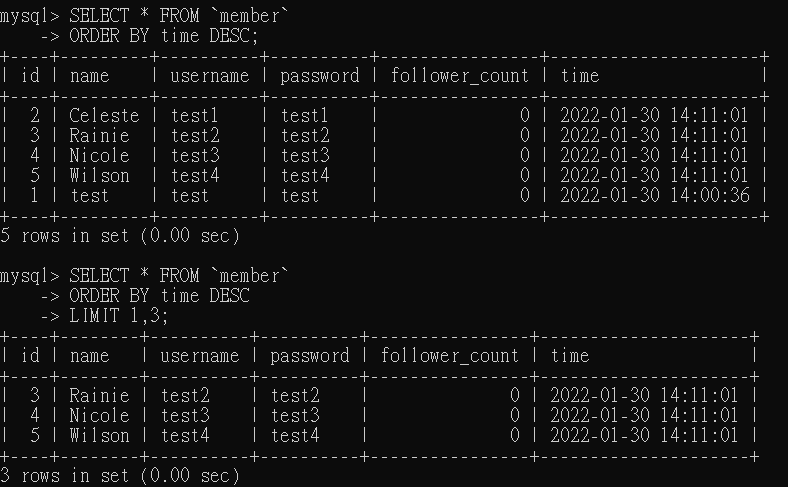 mysql> SELECT * FROM `member`
    -> ORDER BY time DESC;
+----+---------+----------+----------+----------------+---------------------+
| id | name    | username | password | follower_count | time                |
+----+---------+----------+----------+----------------+---------------------+
|  2 | Celeste | test1    | test1    |              0 | 2022-01-30 14:11:01 |
|  3 | Rainie  | test2    | test2    |              0 | 2022-01-30 14:11:01 |
|  4 | Nicole  | test3    | test3    |              0 | 2022-01-30 14:11:01 |
|  5 | Wilson  | test4    | test4    |              0 | 2022-01-30 14:11:01 |
|  1 | test    | test     | test     |              0 | 2022-01-30 14:00:36 |
+----+---------+----------+----------+----------------+---------------------+
5 rows in set (0.00 sec)
mysql> SELECT * FROM `member`
    -> ORDER BY time DESC
    -> LIMIT 1,3;
+----+--------+----------+----------+----------------+---------------------+
| id | name   | username | password | follower_count | time                |
+----+--------+----------+----------+----------------+---------------------+
|  3 | Rainie | test2    | test2    |              0 | 2022-01-30 14:11:01 |
|  4 | Nicole | test3    | test3    |              0 | 2022-01-30 14:11:01 |
|  5 | Wilson | test4    | test4    |              0 | 2022-01-30 14:11:01 |
+----+--------+----------+----------+----------------+---------------------+
3 rows in set (0.00 sec)